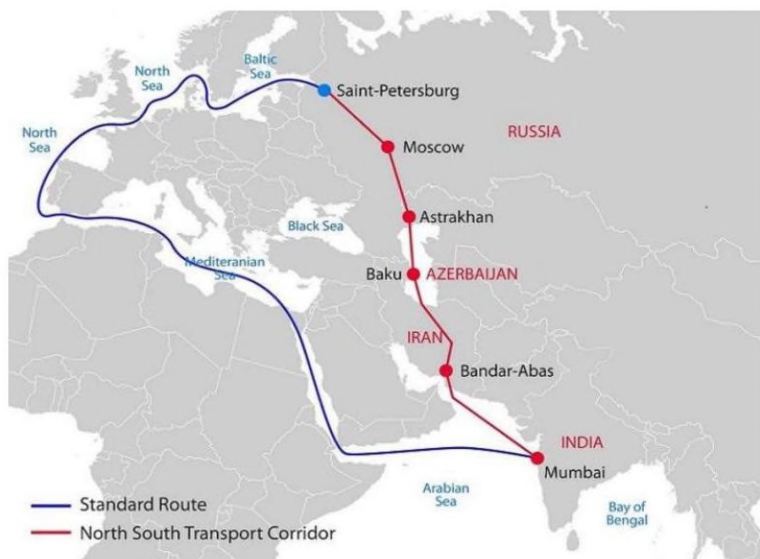 North
Sea
Baltic
Sea
Saint-Petersburg
North
Sea
Moscow
RUSSIA
Astrakhan
Black Sea
Mediteranian
Sea
Baku
AZERBAIJAN
IRAN
Bandar-Abas
INDIA
Mumbai
Arabian
Sea
Bay of
Bengal
Standard Route
North South Transport Corridor